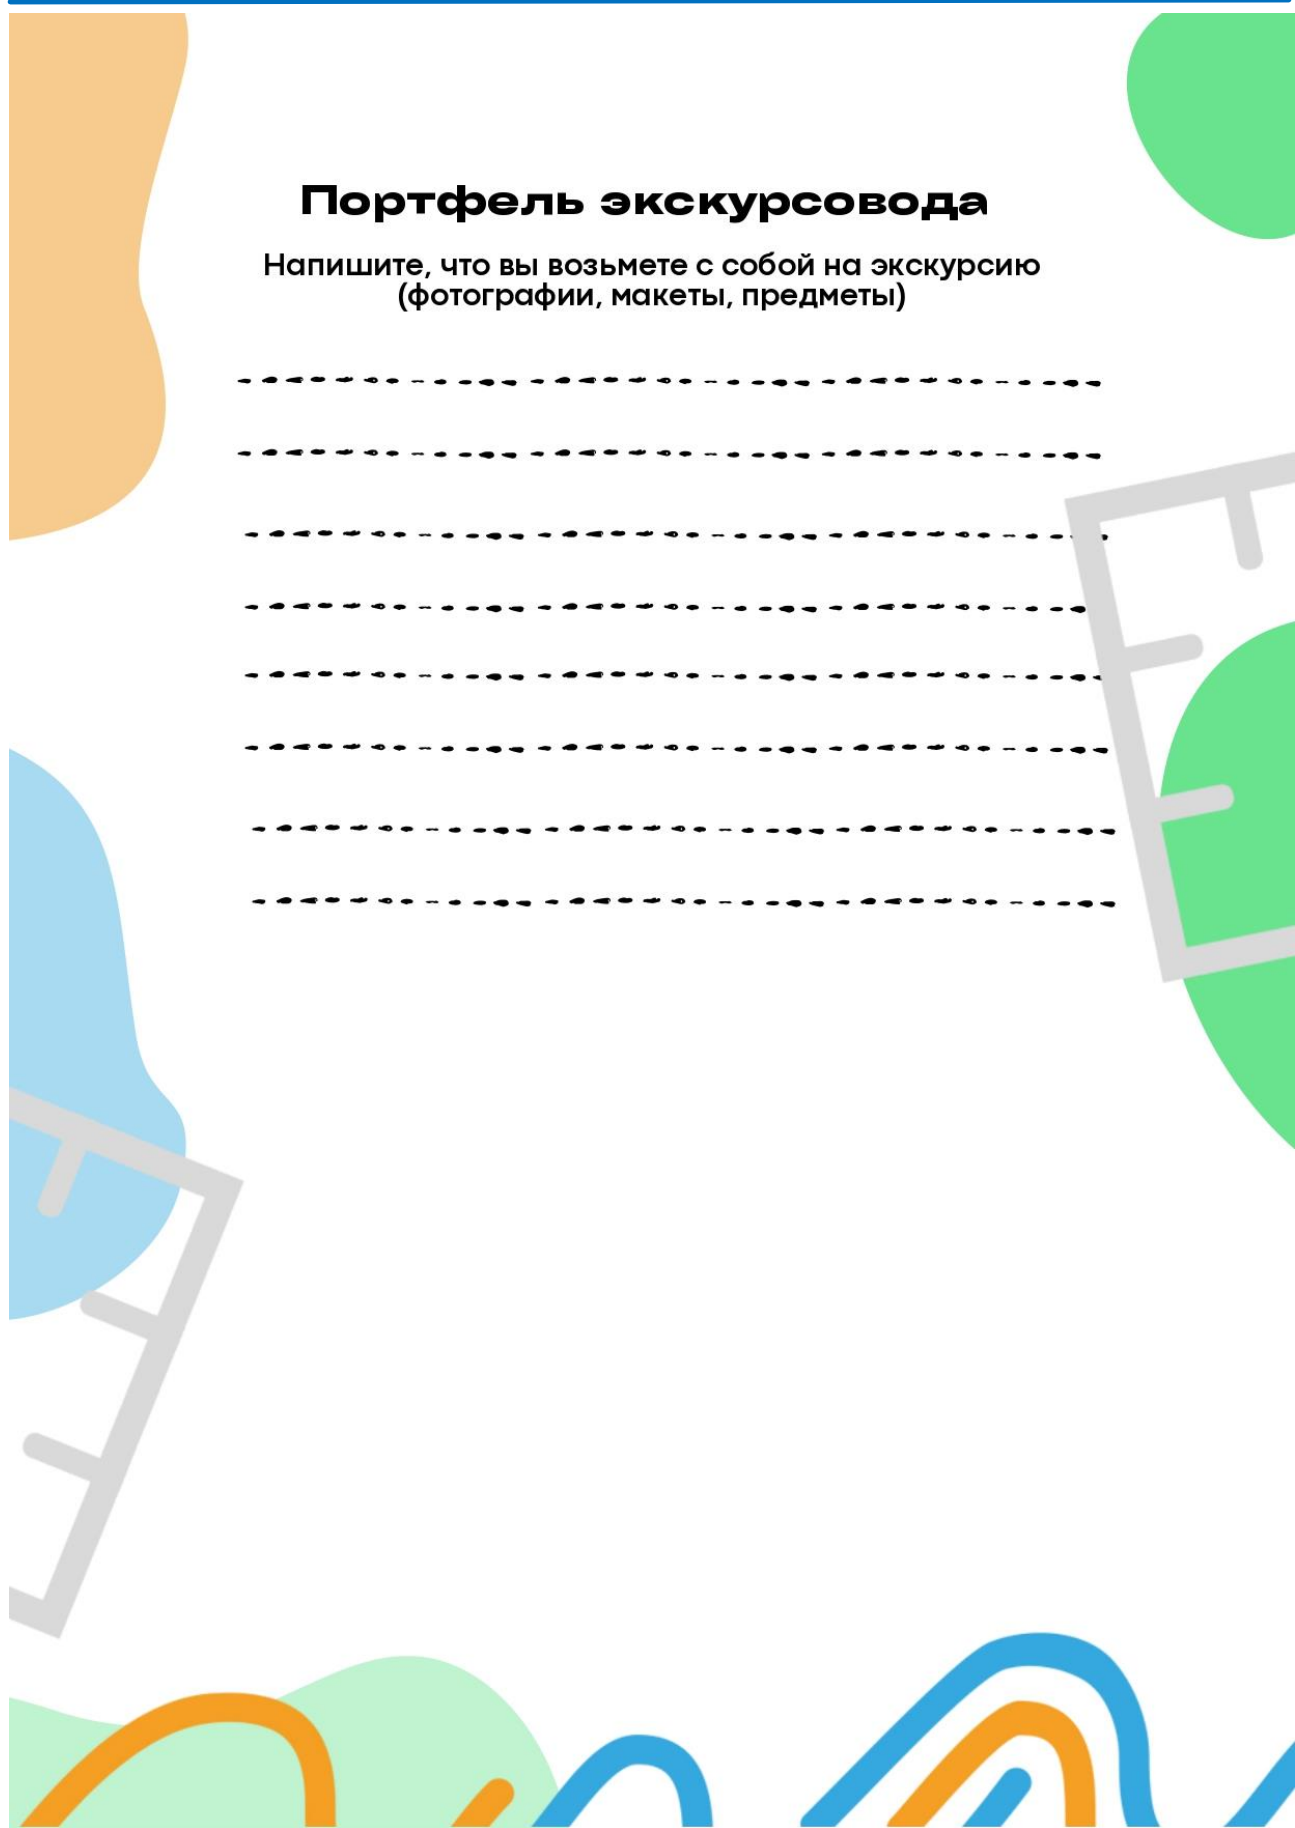 Портфель экскурсовода
Напишите, что вы возьмете с собой на экскурсию
(фотографии, макеты, предметы)